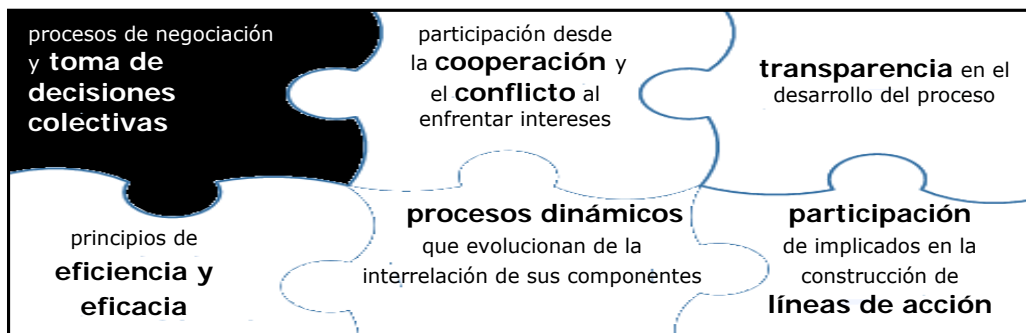 procesos de negociación
y toma de
decisiones
colectivas
participación desde
la cooperación y
el conflicto al
enfrentar intereses
transparencia en el
desarrollo del proceso
principios de
eficiencia y
eficacia
procesos dinámicos
que evolucionan de la
interrelación de sus componentes
participación
de implicados en la
construcción de
líneas de acción